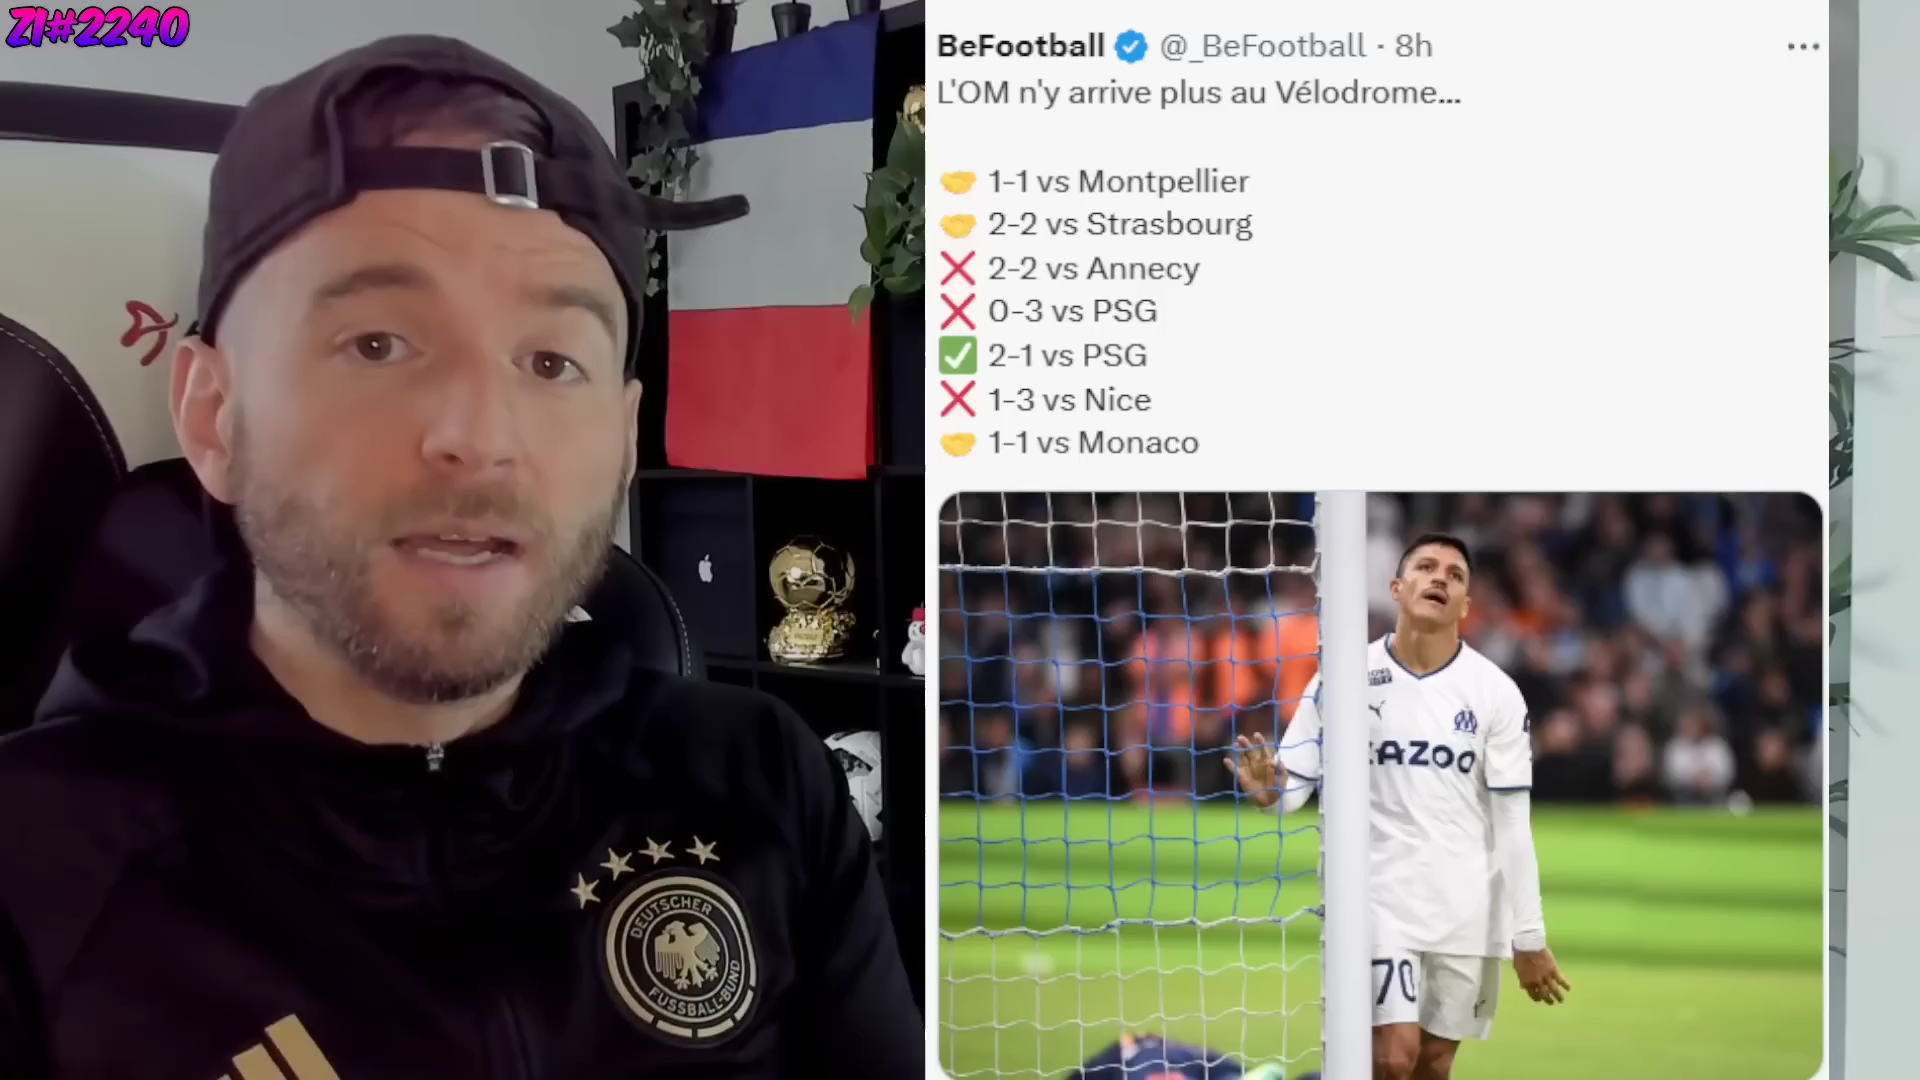 ZI#2240
BeFootball @_BeFootball · 8h
L'OM n'y arrive plus au Vélodrome...
🤝 1-1 vs Montpellier
🤝 2-2 vs Strasbourg
❌ 2-2 vs Annecy
❌ 0-3 vs PSG
✅ 2-1 vs PSG
❌ 1-3 vs Nice
🤝 1-1 vs Monaco
CAZOO
70
DEUTSCHER
FUSSBALL-BUND